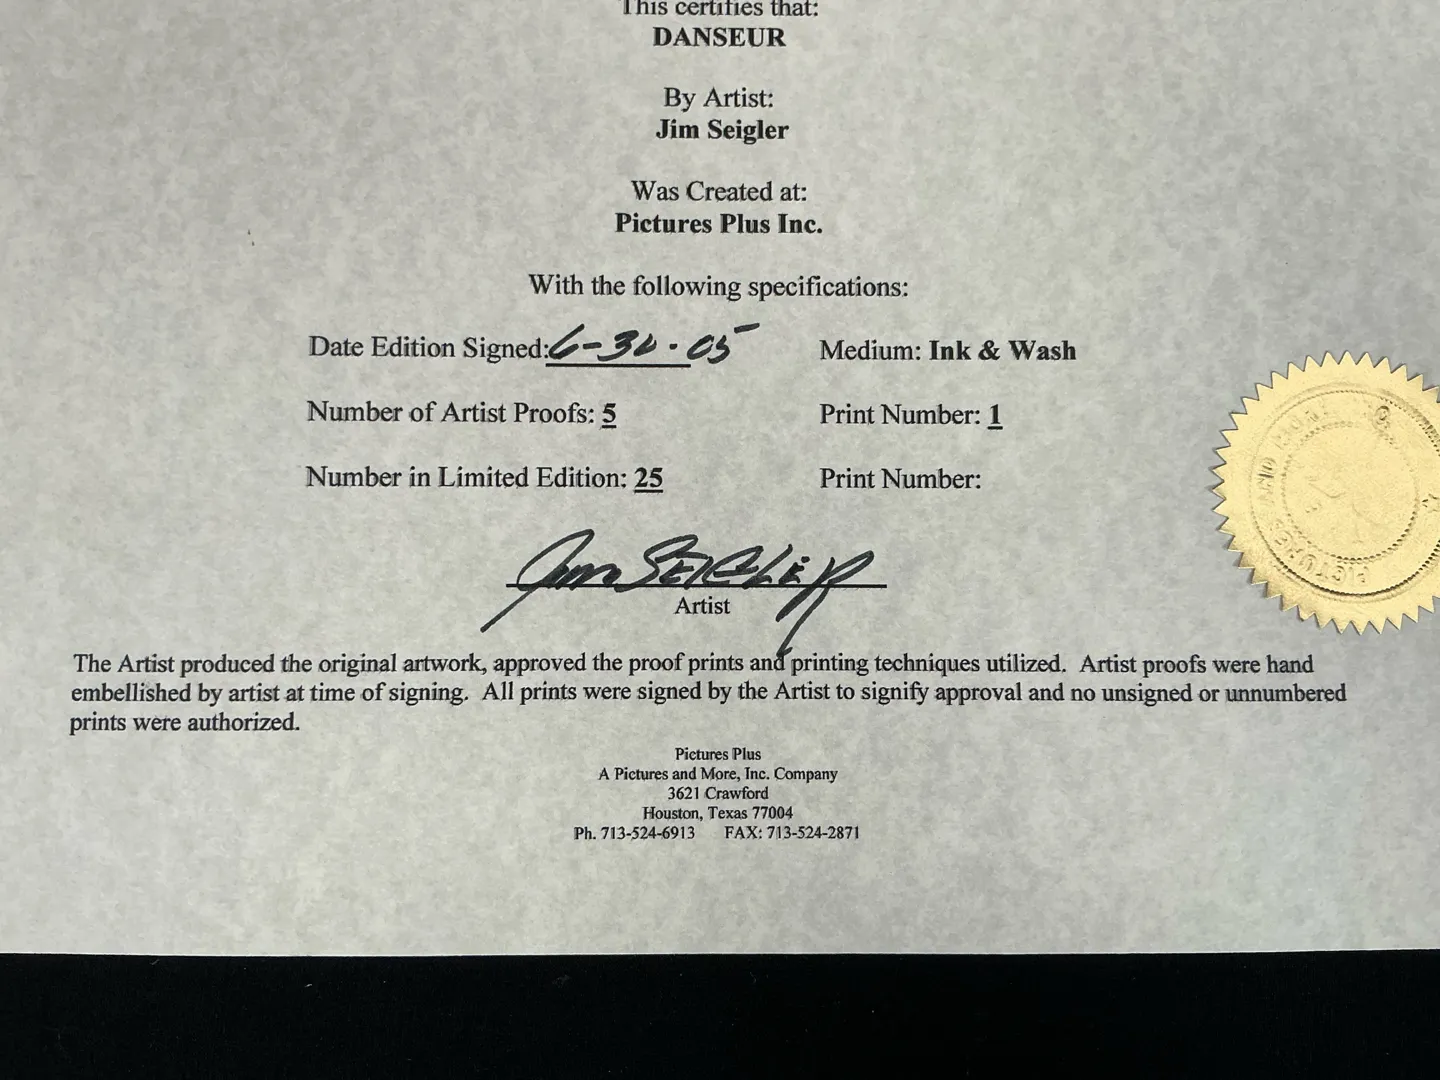 This certifies that:
DANSEUR
By Artist:
Jim Seigler
Was Created at:
Pictures Plus Inc.
With the following specifications:
Date Edition Signed: 6-30-05 Medium: Ink & Wash
Number of Artist Proofs: 5 Print Number: 1
Number in Limited Edition: 25 Print Number:
Jim SEIGLER
Artist
The Artist produced the original artwork, approved the proof prints and printing techniques utilized. Artist proofs were hand
embellished by artist at time of signing. All prints were signed by the Artist to signify approval and no unsigned or unnumbered
prints were authorized.
Pictures Plus
A Pictures and More, Inc. Company
3621 Crawford
Houston, Texas 77004
Ph. 713-524-6913 FAX: 713-524-2871
PICTURES AND MORE